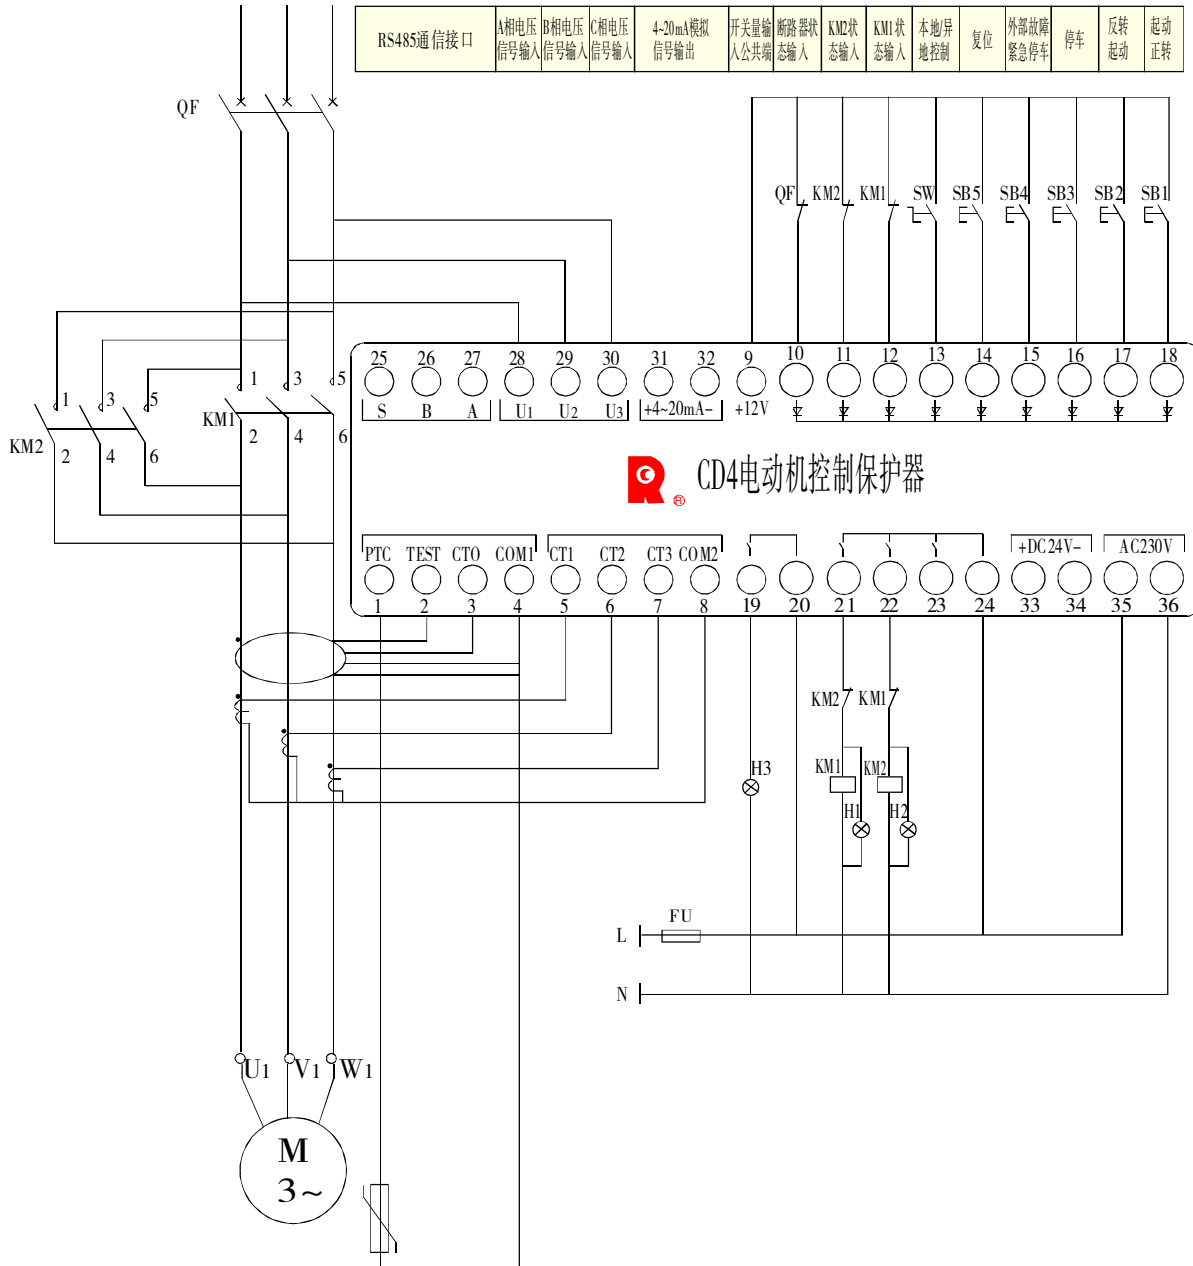 RS485通信接口
A相电压信号输入
B相电压信号输入
C相电压信号输入
4~20mA模拟信号输出
开关量输入公共端
断路器状态输入
KM2状态输入
KM1状态输入
本地/异地控制
复位
外部故障紧急停车
停车
反转起动
起动正转
QF
QF KM2 KM1 SW SB5 SB4 SB3 SB2 SB1
25 26 27 28 29 30 31 32 9 10 11 12 13 14 15 16 17 18
S B A U1 U2 U3 +4~20mA- +12V
1 3 5
1 3 5
KM1
2 4 6
KM2
2 4 6
R ® CD4电动机控制保护器
PTC TEST CTO COM1 CT1 CT2 CT3 COM2 +DC24V- AC230V
1 2 3 4 5 6 7 8 19 20 21 22 23 24 33 34 35 36
KM2 KM1
H3 KM1 KM2
H1 H2
FU
L
N
U1 V1 W1
M
3~